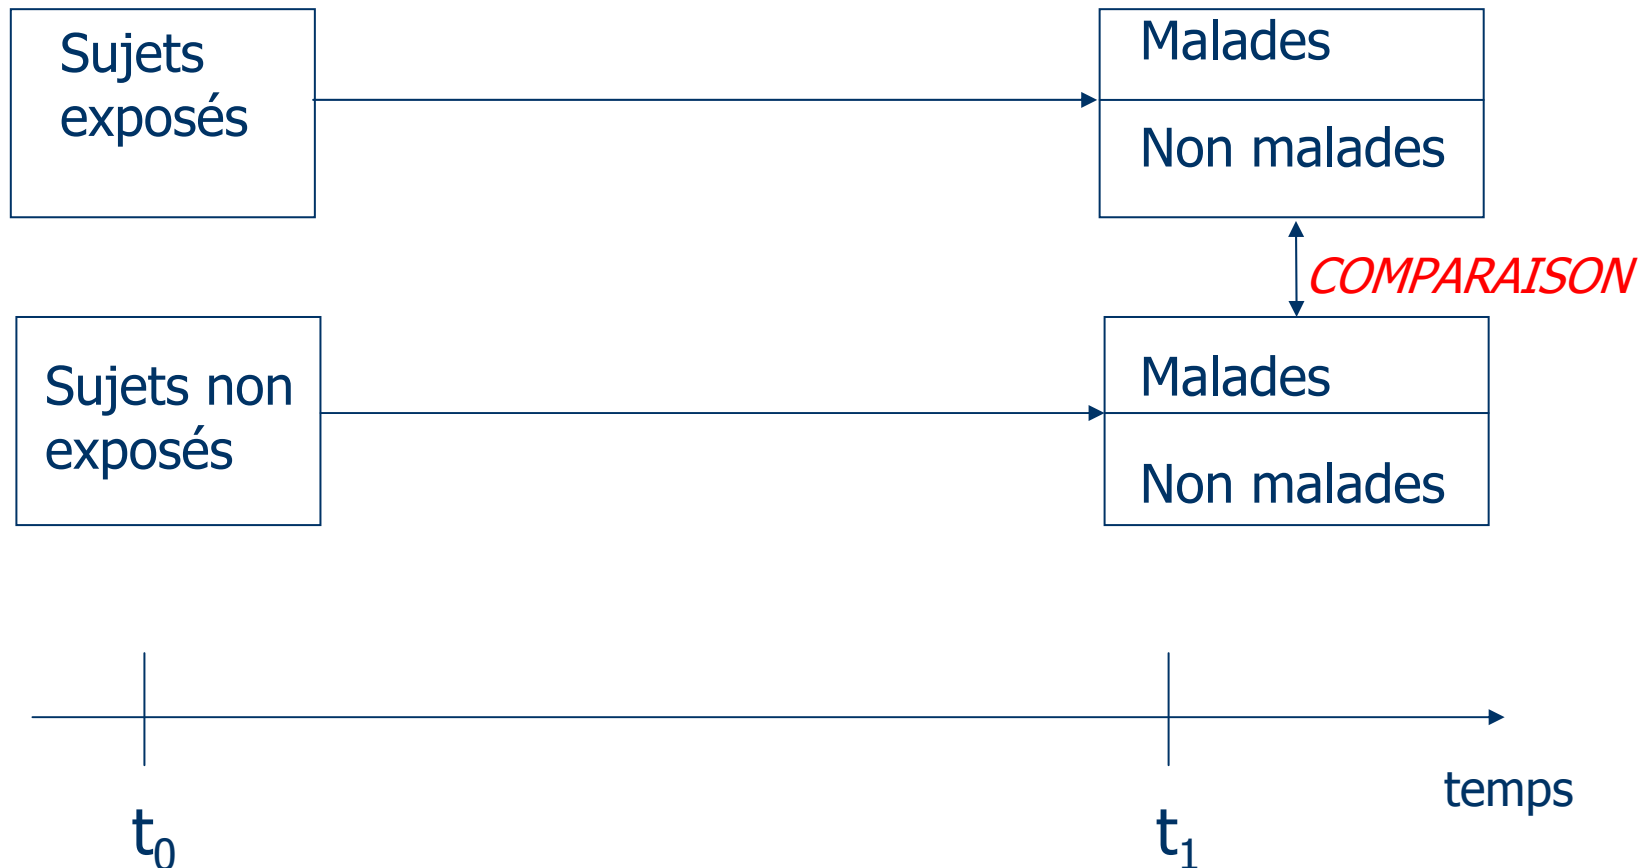 Sujets
exposés
Malades
Non malades
COMPARAISON
Sujets non
exposés
Malades
Non malades
temps
t₀
t₁